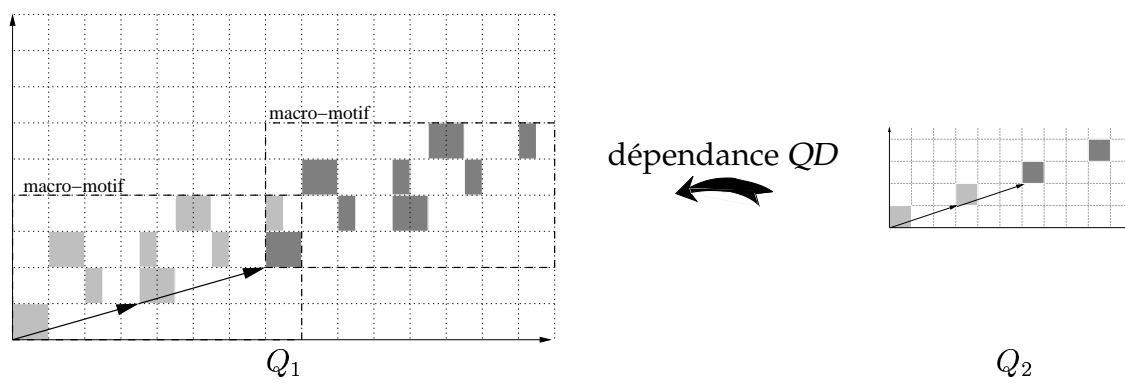 macro−motif
macro−motif
dépendance QD
Q₁
Q₂